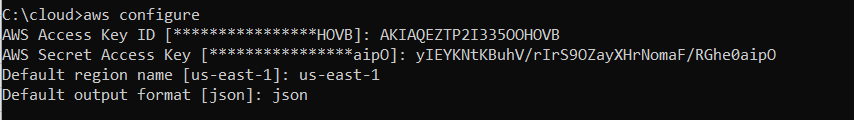 C:\cloud>aws configure
AWS Access Key ID [****************HOVB]: AKIAQEZTP2I335OOHOVB
AWS Secret Access Key [****************aipO]: 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
Default region name [us-east-1]: us-east-1
Default output format [json]: json